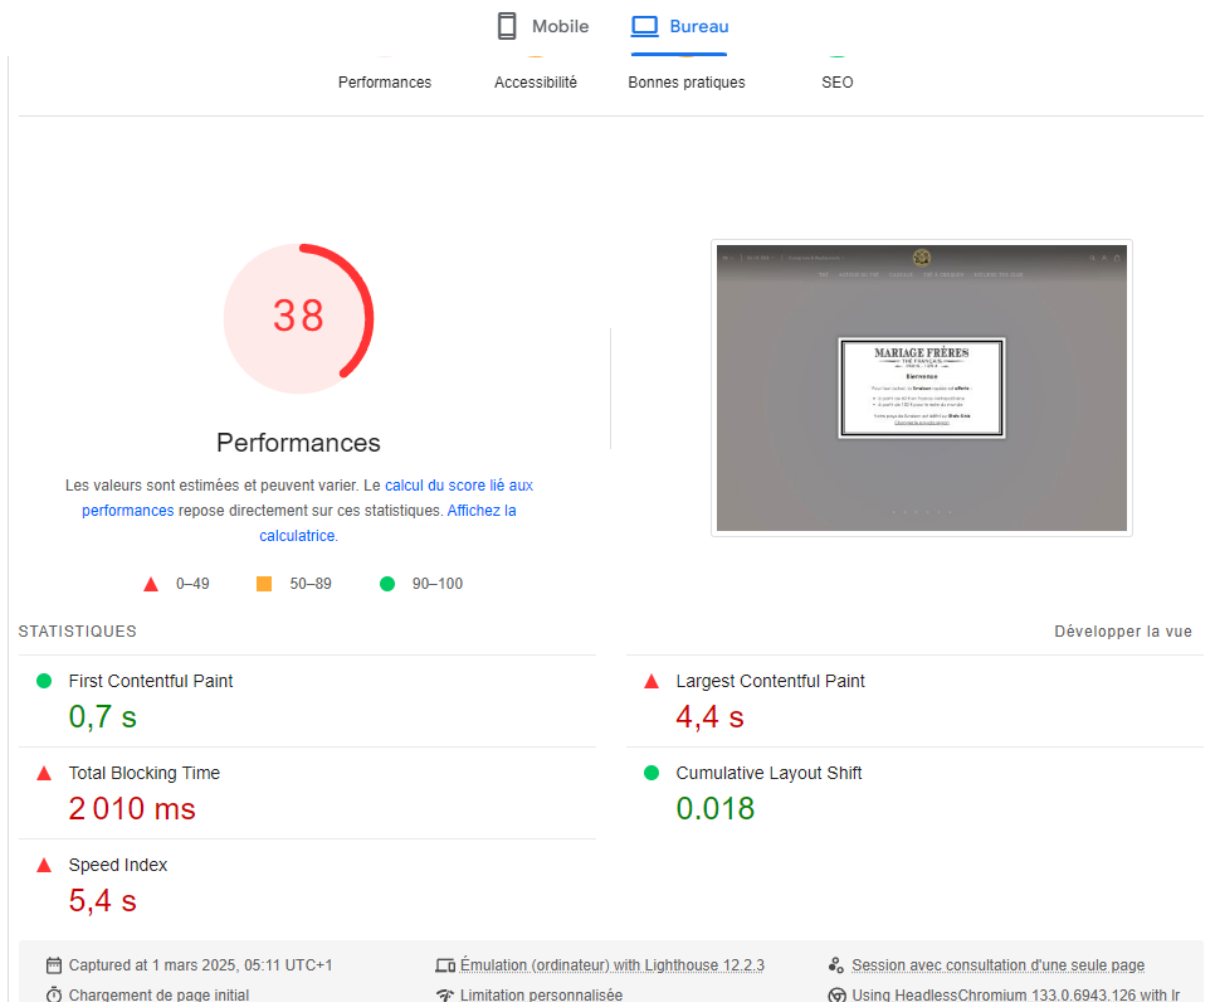 Mobile
Bureau
Performances
Accessibilité
Bonnes pratiques
SEO
38
Performances
Les valeurs sont estimées et peuvent varier. Le calcul du score lié aux
performances repose directement sur ces statistiques. Affichez la
calculatrice.
0–49
50–89
90–100
MARIAGE FRÈRES
THÉ FRANÇAIS
PARIS · 1854
Bienvenue
STATISTIQUES
Développer la vue
First Contentful Paint
0,7 s
Largest Contentful Paint
4,4 s
Total Blocking Time
2 010 ms
Cumulative Layout Shift
0.018
Speed Index
5,4 s
Captured at 1 mars 2025, 05:11 UTC+1
Émulation (ordinateur) with Lighthouse 12.2.3
Session avec consultation d'une seule page
Chargement de page initial
Limitation personnalisée
Using HeadlessChromium 133.0.6943.126 with lr